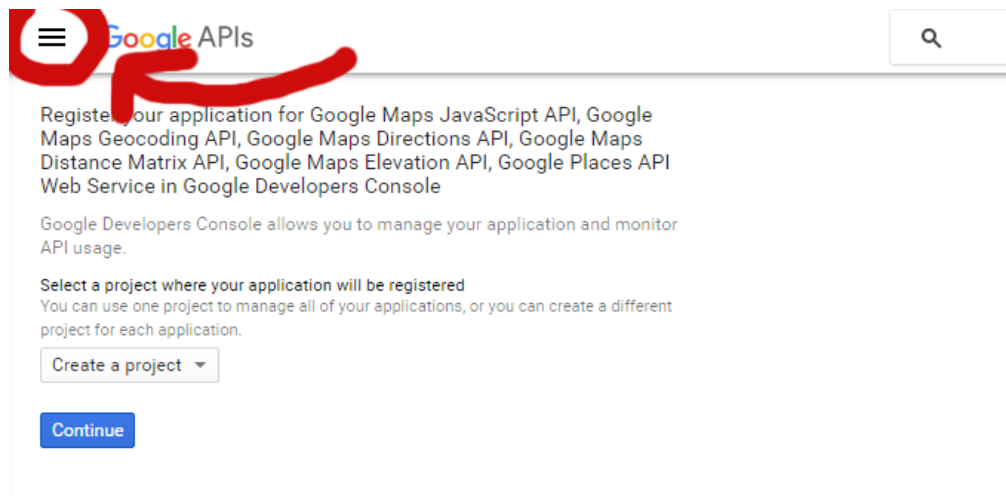 Google APIs
Register your application for Google Maps JavaScript API, Google
Maps Geocoding API, Google Maps Directions API, Google Maps
Distance Matrix API, Google Maps Elevation API, Google Places API
Web Service in Google Developers Console
Google Developers Console allows you to manage your application and monitor
API usage.
Select a project where your application will be registered
You can use one project to manage all of your applications, or you can create a different
project for each application.
Create a project
Continue